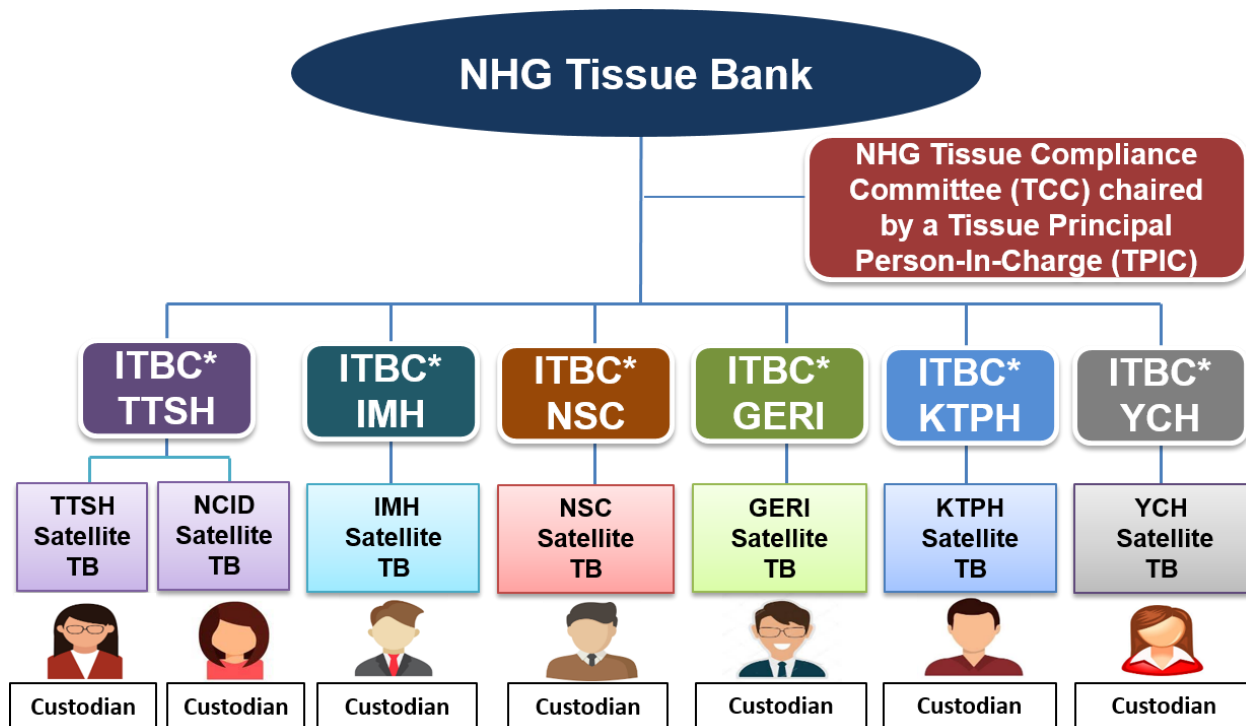 NHG Tissue Bank
NHG Tissue Compliance
Committee (TCC) chaired
by a Tissue Principal
Person-In-Charge (TPIC)
ITBC*
TTSH
ITBC*
IMH
ITBC*
NSC
ITBC*
GERI
ITBC*
KTPH
ITBC*
YCH
TTSH
Satellite
TB
NCID
Satellite
TB
IMH
Satellite
TB
NSC
Satellite
TB
GERI
Satellite
TB
KTPH
Satellite
TB
YCH
Satellite
TB
Custodian
Custodian
Custodian
Custodian
Custodian
Custodian
Custodian